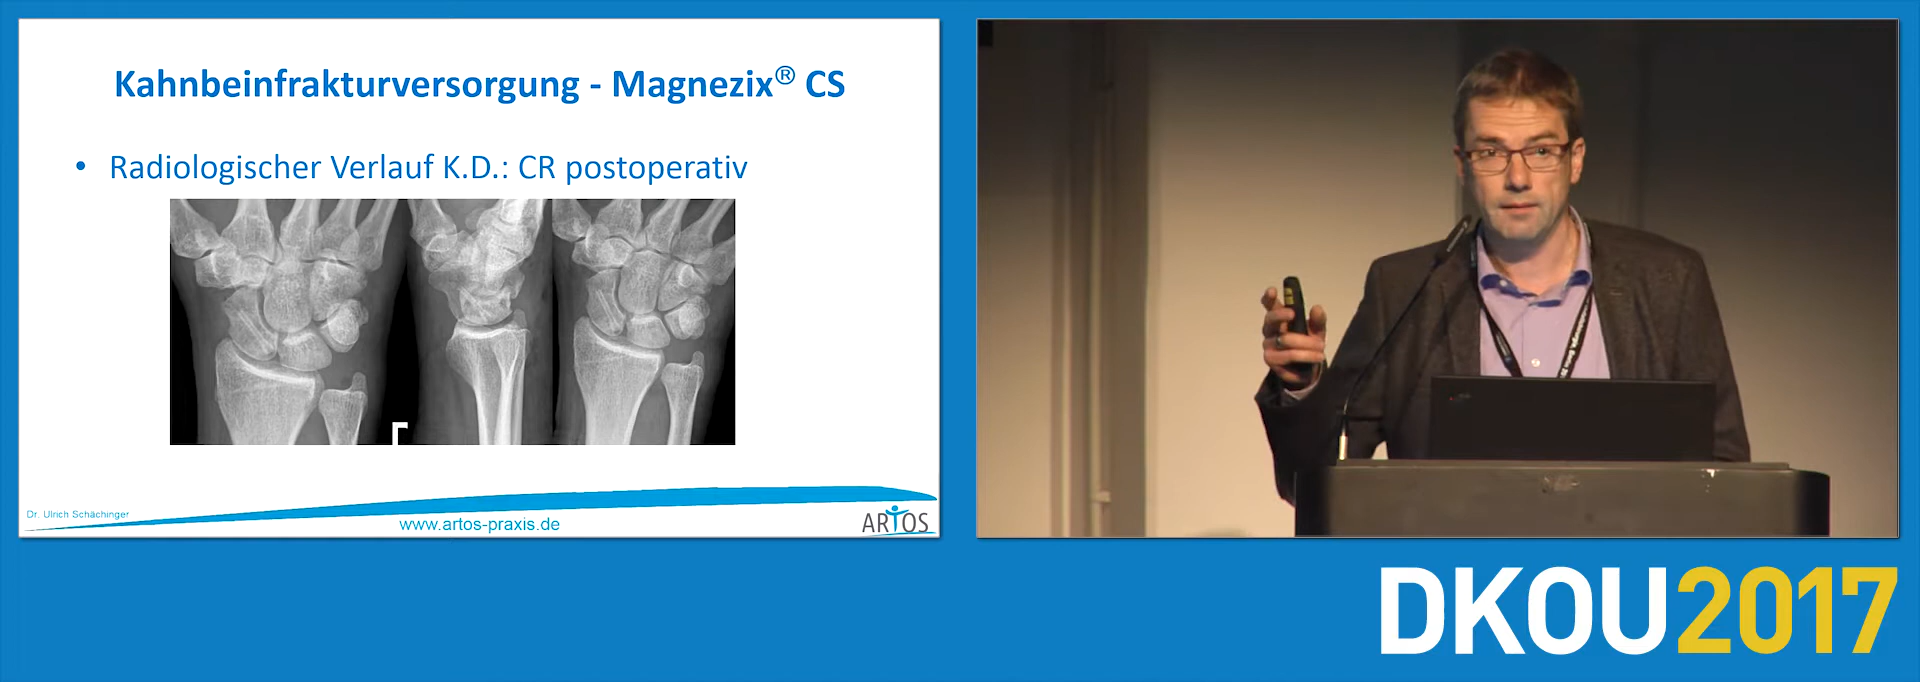 Kahnbeinfrakturversorgung - Magnezix® CS
• Radiologischer Verlauf K.D.: CR postoperativ
Dr. Ulrich Schächinger
www.artos-praxis.de
ARTOS
DKOU2017